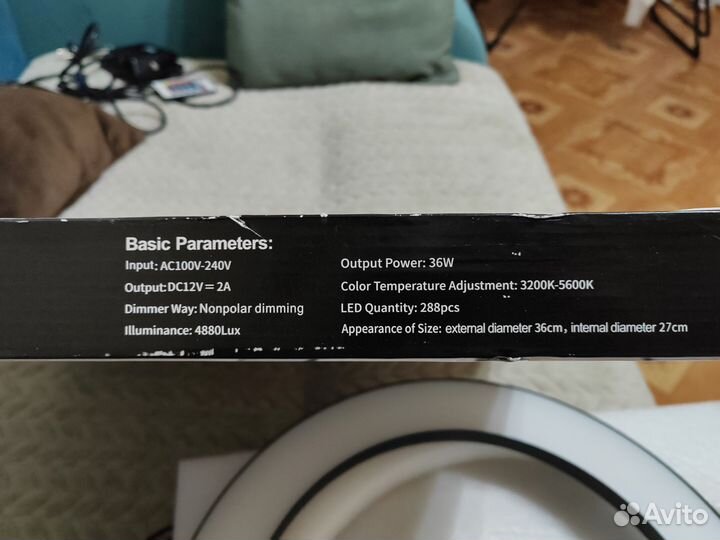 Basic Parameters:
Input: AC100V-240V
Output:DC12V=2A
Dimmer Way: Nonpolar dimming
Illuminance: 4880Lux
Output Power: 36W
Color Temperature Adjustment: 3200K-5600K
LED Quantity: 288pcs
Appearance of Size: external diameter 36cm, internal diameter 27cm
Avito